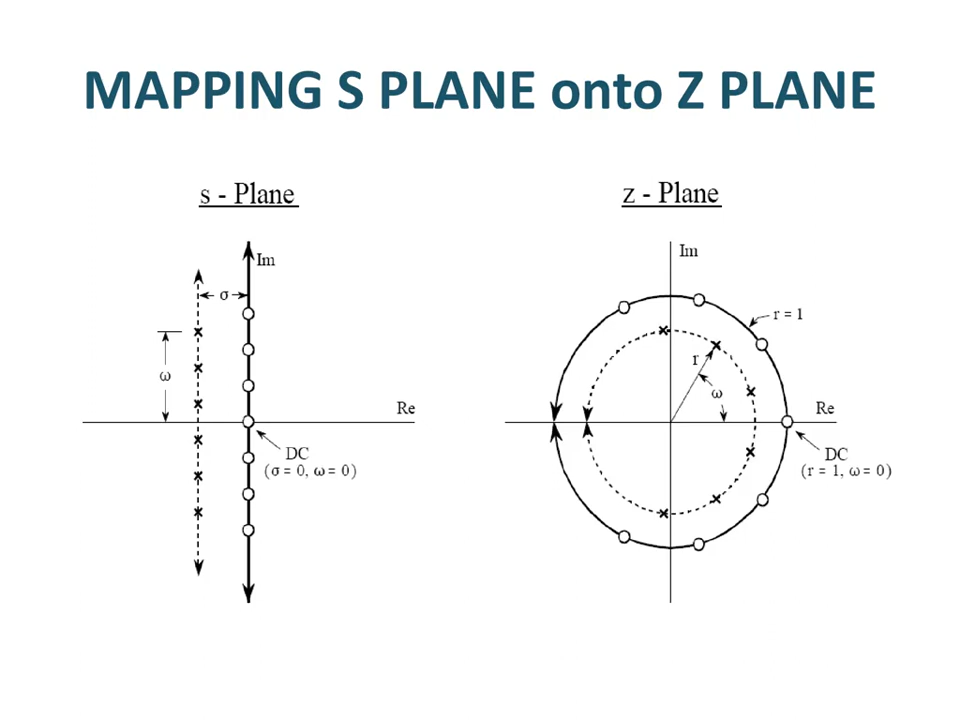 MAPPING S PLANE onto Z PLANE
s - Plane
Im
σ
ω
Re
DC
(σ = 0, ω = 0)
z - Plane
Im
r = 1
r
ω
Re
DC
(r = 1, ω = 0)